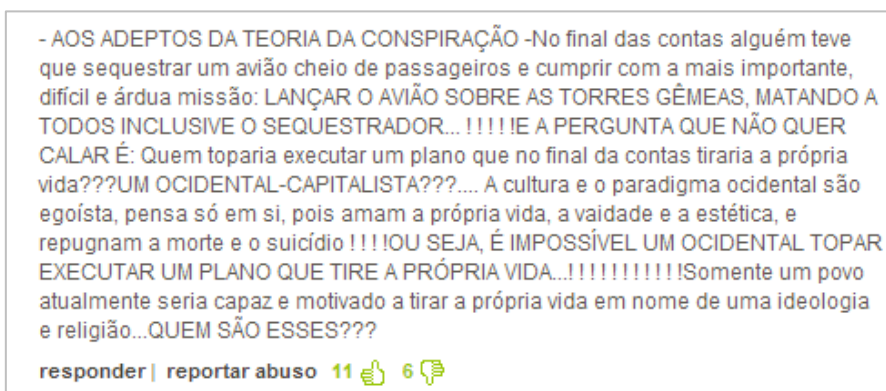 - AOS ADEPTOS DA TEORIA DA CONSPIRAÇÃO -No final das contas alguém teve
que sequestrar um avião cheio de passageiros e cumprir com a mais importante,
difícil e árdua missão: LANÇAR O AVIÃO SOBRE AS TORRES GÊMEAS, MATANDO A
TODOS INCLUSIVE O SEQUESTRADOR... ! ! ! ! !E A PERGUNTA QUE NÃO QUER
CALAR É: Quem toparia executar um plano que no final da contas tiraria a própria
vida???UM OCIDENTAL-CAPITALISTA???.... A cultura e o paradigma ocidental são
egoísta, pensa só em si, pois amam a própria vida, a vaidade e a estética, e
repugnam a morte e o suicídio ! ! ! !OU SEJA, É IMPOSSÍVEL UM OCIDENTAL TOPAR
EXECUTAR UM PLANO QUE TIRE A PRÓPRIA VIDA...! ! ! ! ! ! ! ! ! ! !Somente um povo
atualmente seria capaz e motivado a tirar a própria vida em nome de uma ideologia
e religião...QUEM SÃO ESSES???
responder | reportar abuso 11 6